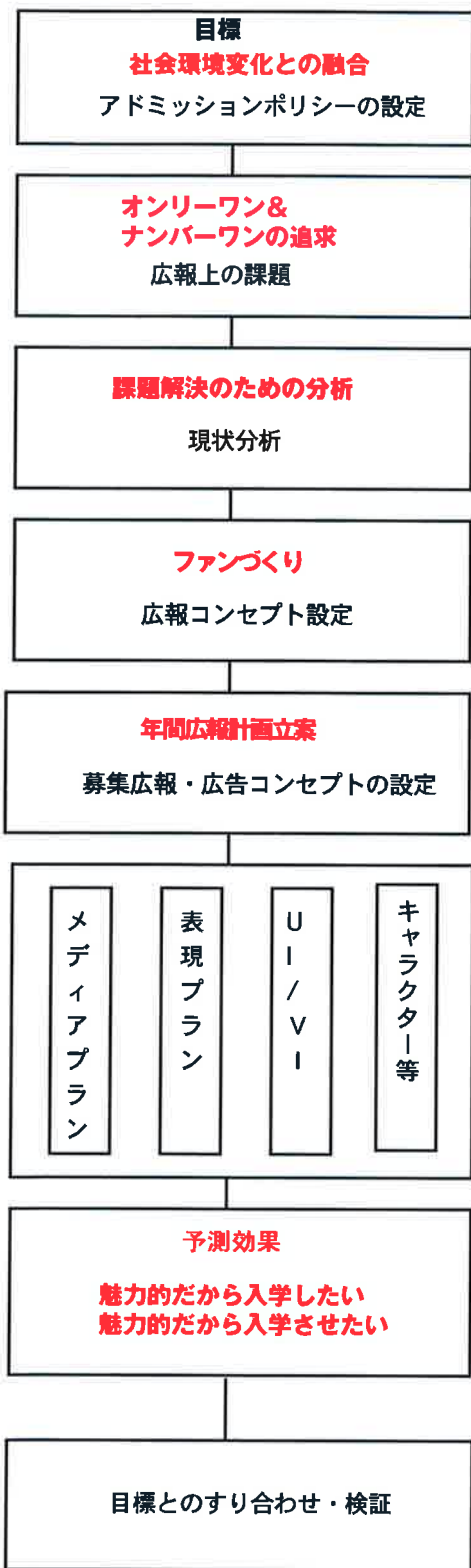 目標
社会環境変化との融合
アドミッションポリシーの設定
オンリーワン&
ナンバーワンの追求
広報上の課題
課題解決のための分析
現状分析
ファンづくり
広報コンセプト設定
年間広報計画立案
募集広報・広告コンセプトの設定
メディアプラン
表現プラン
UI/VI
キャラクター等
予測効果
魅力的だから入学したい
魅力的だから入学させたい
目標とのすり合わせ・検証